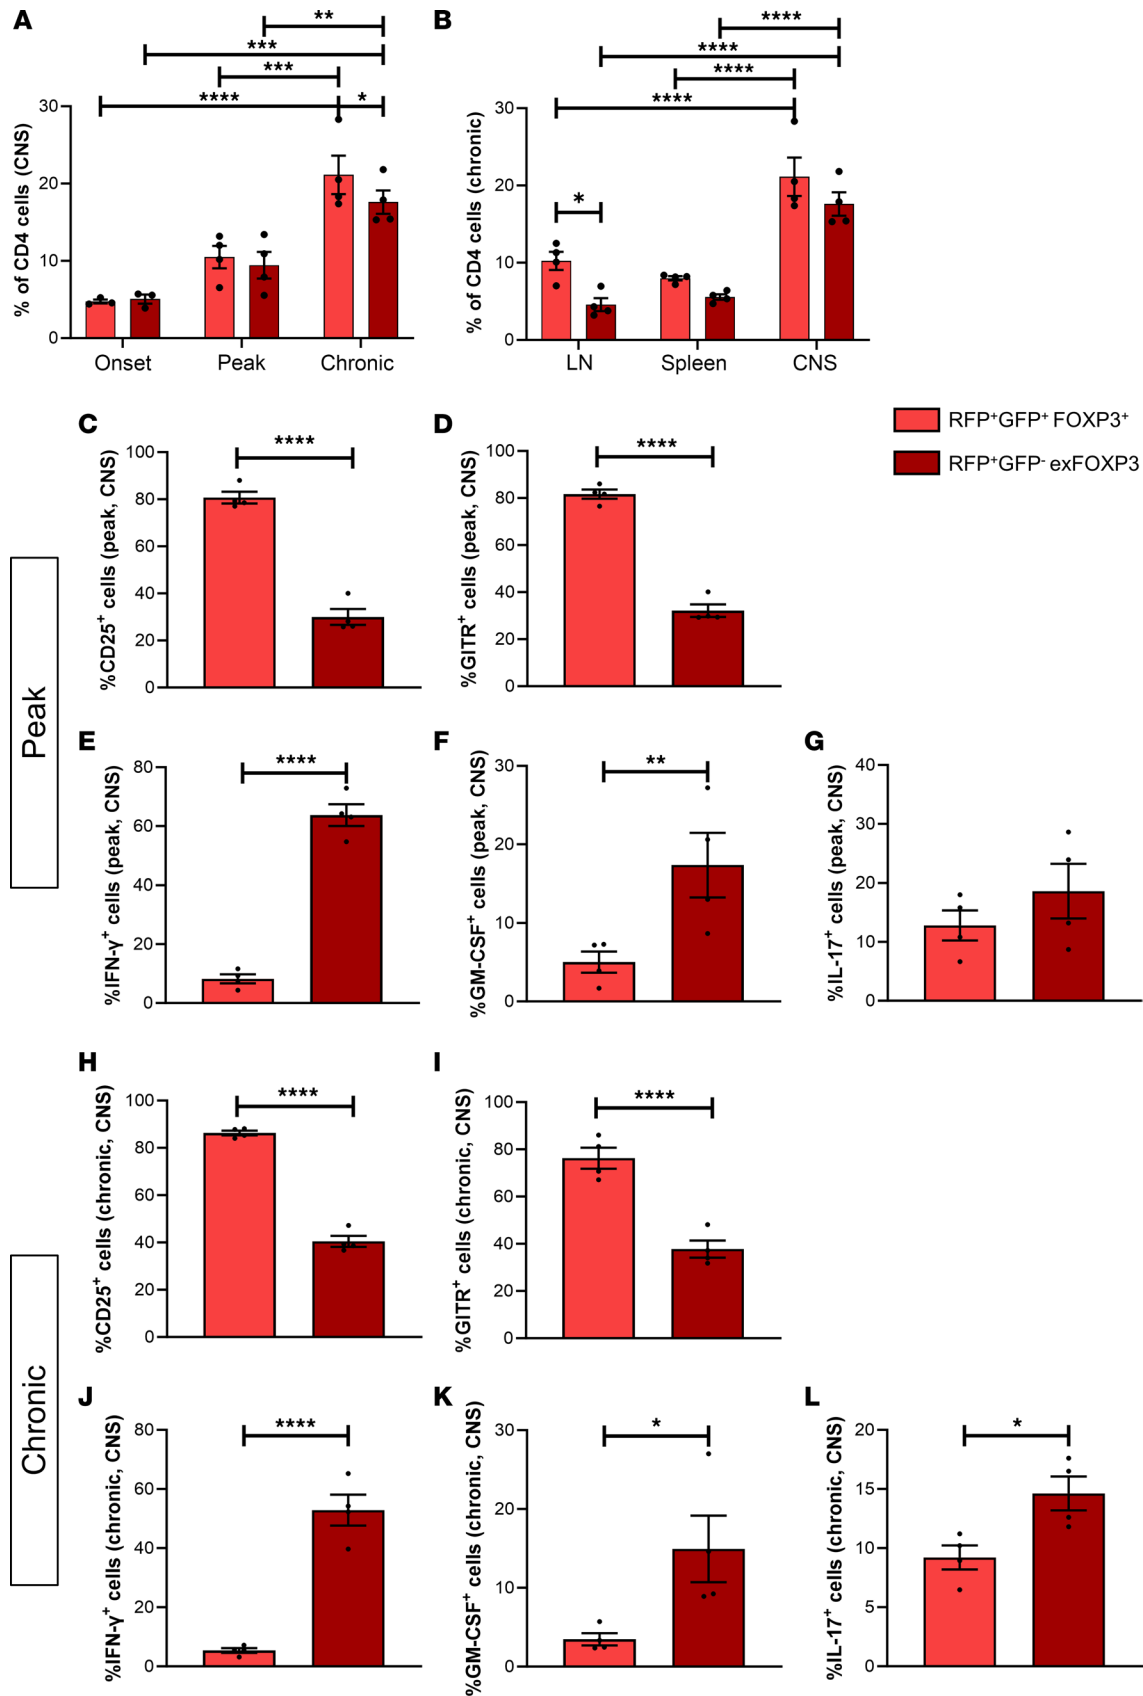 A
B
**
***
***
****
*
****
****
****
****
*
% of CD4 cells (CNS)
30
20
10
0
Onset
Peak
Chronic
% of CD4 cells (chronic)
30
20
10
0
LN
Spleen
CNS
RFP⁺GFP⁺ FOXP3⁺
RFP⁺GFP⁻ exFOXP3
Peak
C
****
%CD25⁺ cells (peak, CNS)
100
80
60
40
20
0
D
****
%GITR⁺ cells (peak, CNS)
100
80
60
40
20
0
E
****
%IFN-γ⁺ cells (peak, CNS)
80
60
40
20
0
F
**
%GM-CSF⁺ cells (peak, CNS)
30
20
10
0
G
%IL-17⁺ cells (peak, CNS)
40
30
20
10
0
Chronic
H
****
%CD25⁺ cells (chronic, CNS)
100
80
60
40
20
0
I
****
%GITR⁺ cells (chronic, CNS)
100
80
60
40
20
0
J
****
%IFN-γ⁺ cells (chronic, CNS)
80
60
40
20
0
K
*
%GM-CSF⁺ cells (chronic, CNS)
30
20
10
0
L
*
%IL-17⁺ cells (chronic, CNS)
20
15
10
5
0